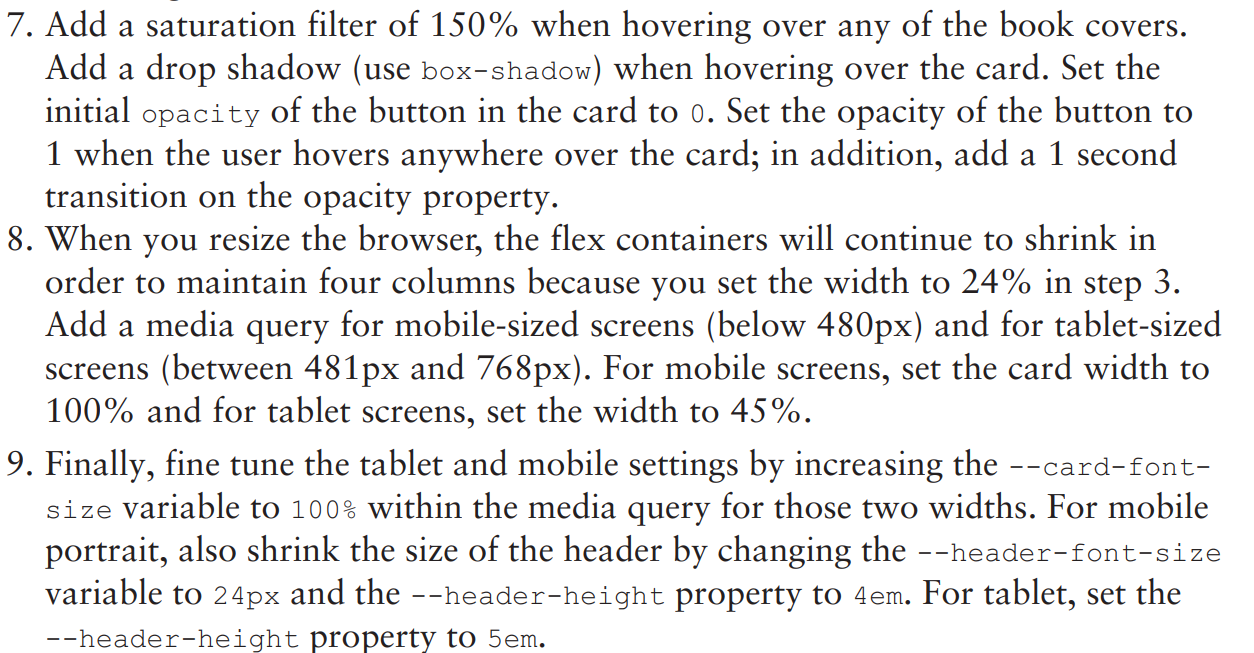 7. Add a saturation filter of 150% when hovering over any of the book covers.
Add a drop shadow (use box-shadow) when hovering over the card. Set the
initial opacity of the button in the card to 0. Set the opacity of the button to
1 when the user hovers anywhere over the card; in addition, add a 1 second
transition on the opacity property.
8. When you resize the browser, the flex containers will continue to shrink in
order to maintain four columns because you set the width to 24% in step 3.
Add a media query for mobile-sized screens (below 480px) and for tablet-sized
screens (between 481px and 768px). For mobile screens, set the card width to
100% and for tablet screens, set the width to 45%.
9. Finally, fine tune the tablet and mobile settings by increasing the --card-font-
size variable to 100% within the media query for those two widths. For mobile
portrait, also shrink the size of the header by changing the --header-font-size
variable to 24px and the --header-height property to 4em. For tablet, set the
--header-height property to 5em.